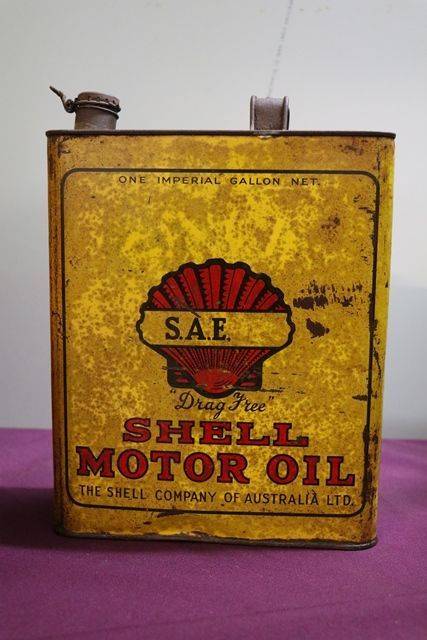 ONE IMPERIAL GALLON NET.
S.A.E.
"Drag Free"
SHELL
MOTOR OIL
THE SHELL COMPANY OF AUSTRALIA LTD.